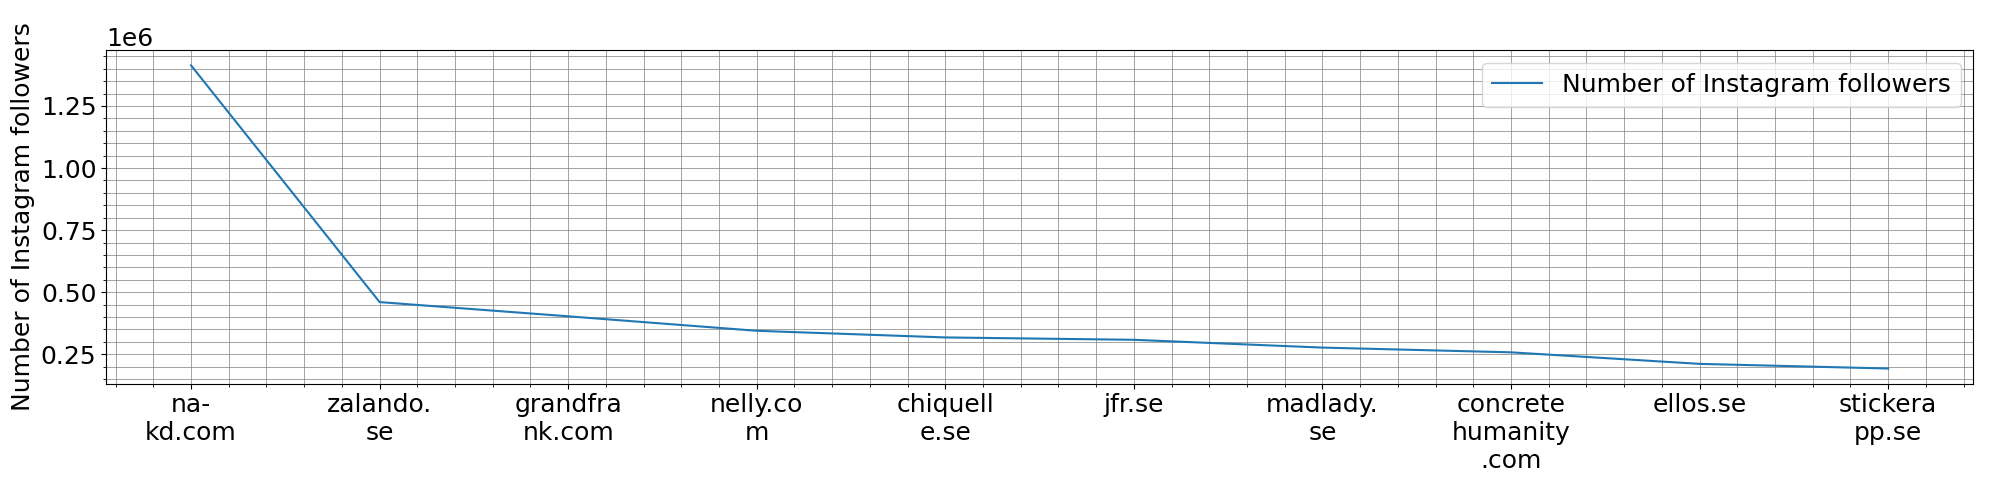 1e6
Number of Instagram followers
Number of Instagram followers
1.25
1.00
0.75
0.50
0.25
na-
kd.com
zalando.
se
grandfra
nk.com
nelly.co
m
chiquell
e.se
jfr.se
madlady.
se
concrete
humanity
.com
ellos.se
stickera
pp.se